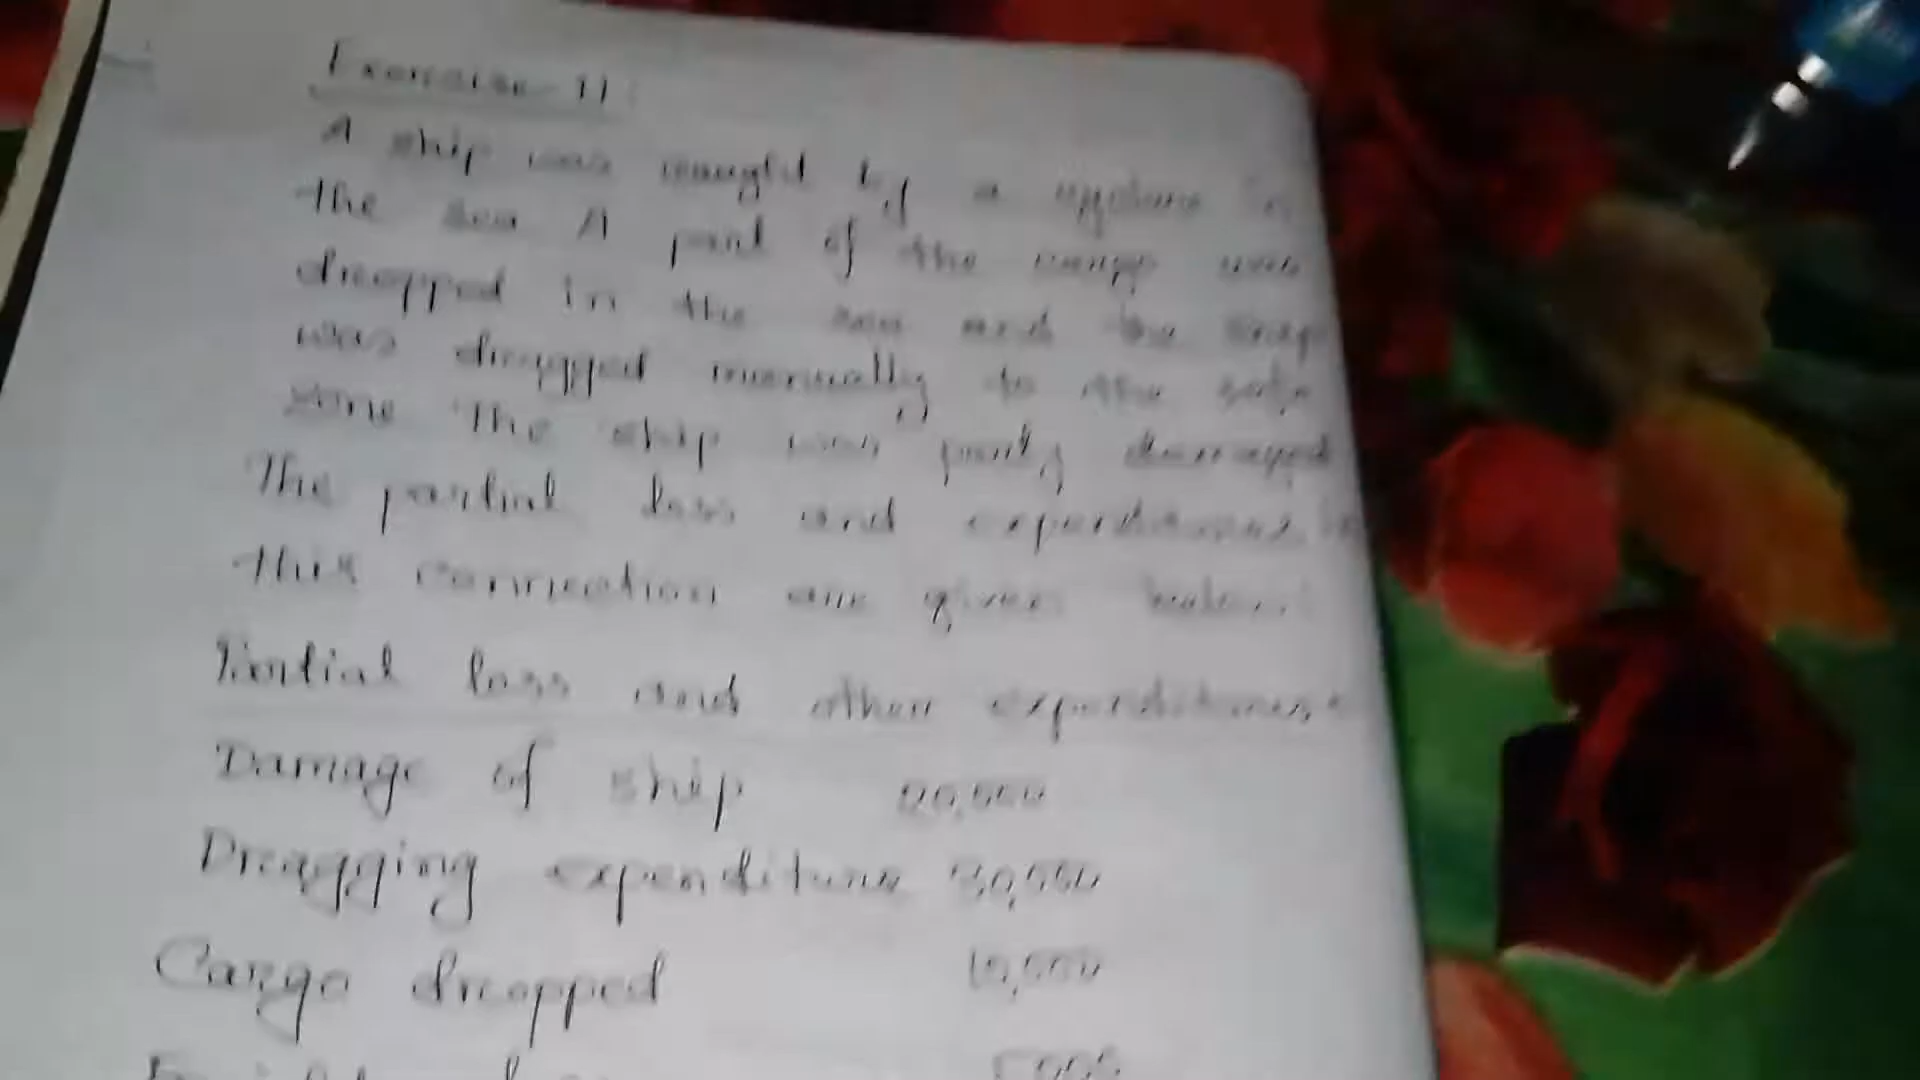 Exercise-11:
A ship was caught by a cyclone in
the sea A part of the cargo was
dropped in the sea and the ship
was dragged manually to the safe
zone The ship was partly damaged
The partial loss and expenditures in
this connection are given below:
Partial loss and other expenditures
Damage of ship 20,000
Dragging expenditure 30,000
Cargo dropped 10,000
5000